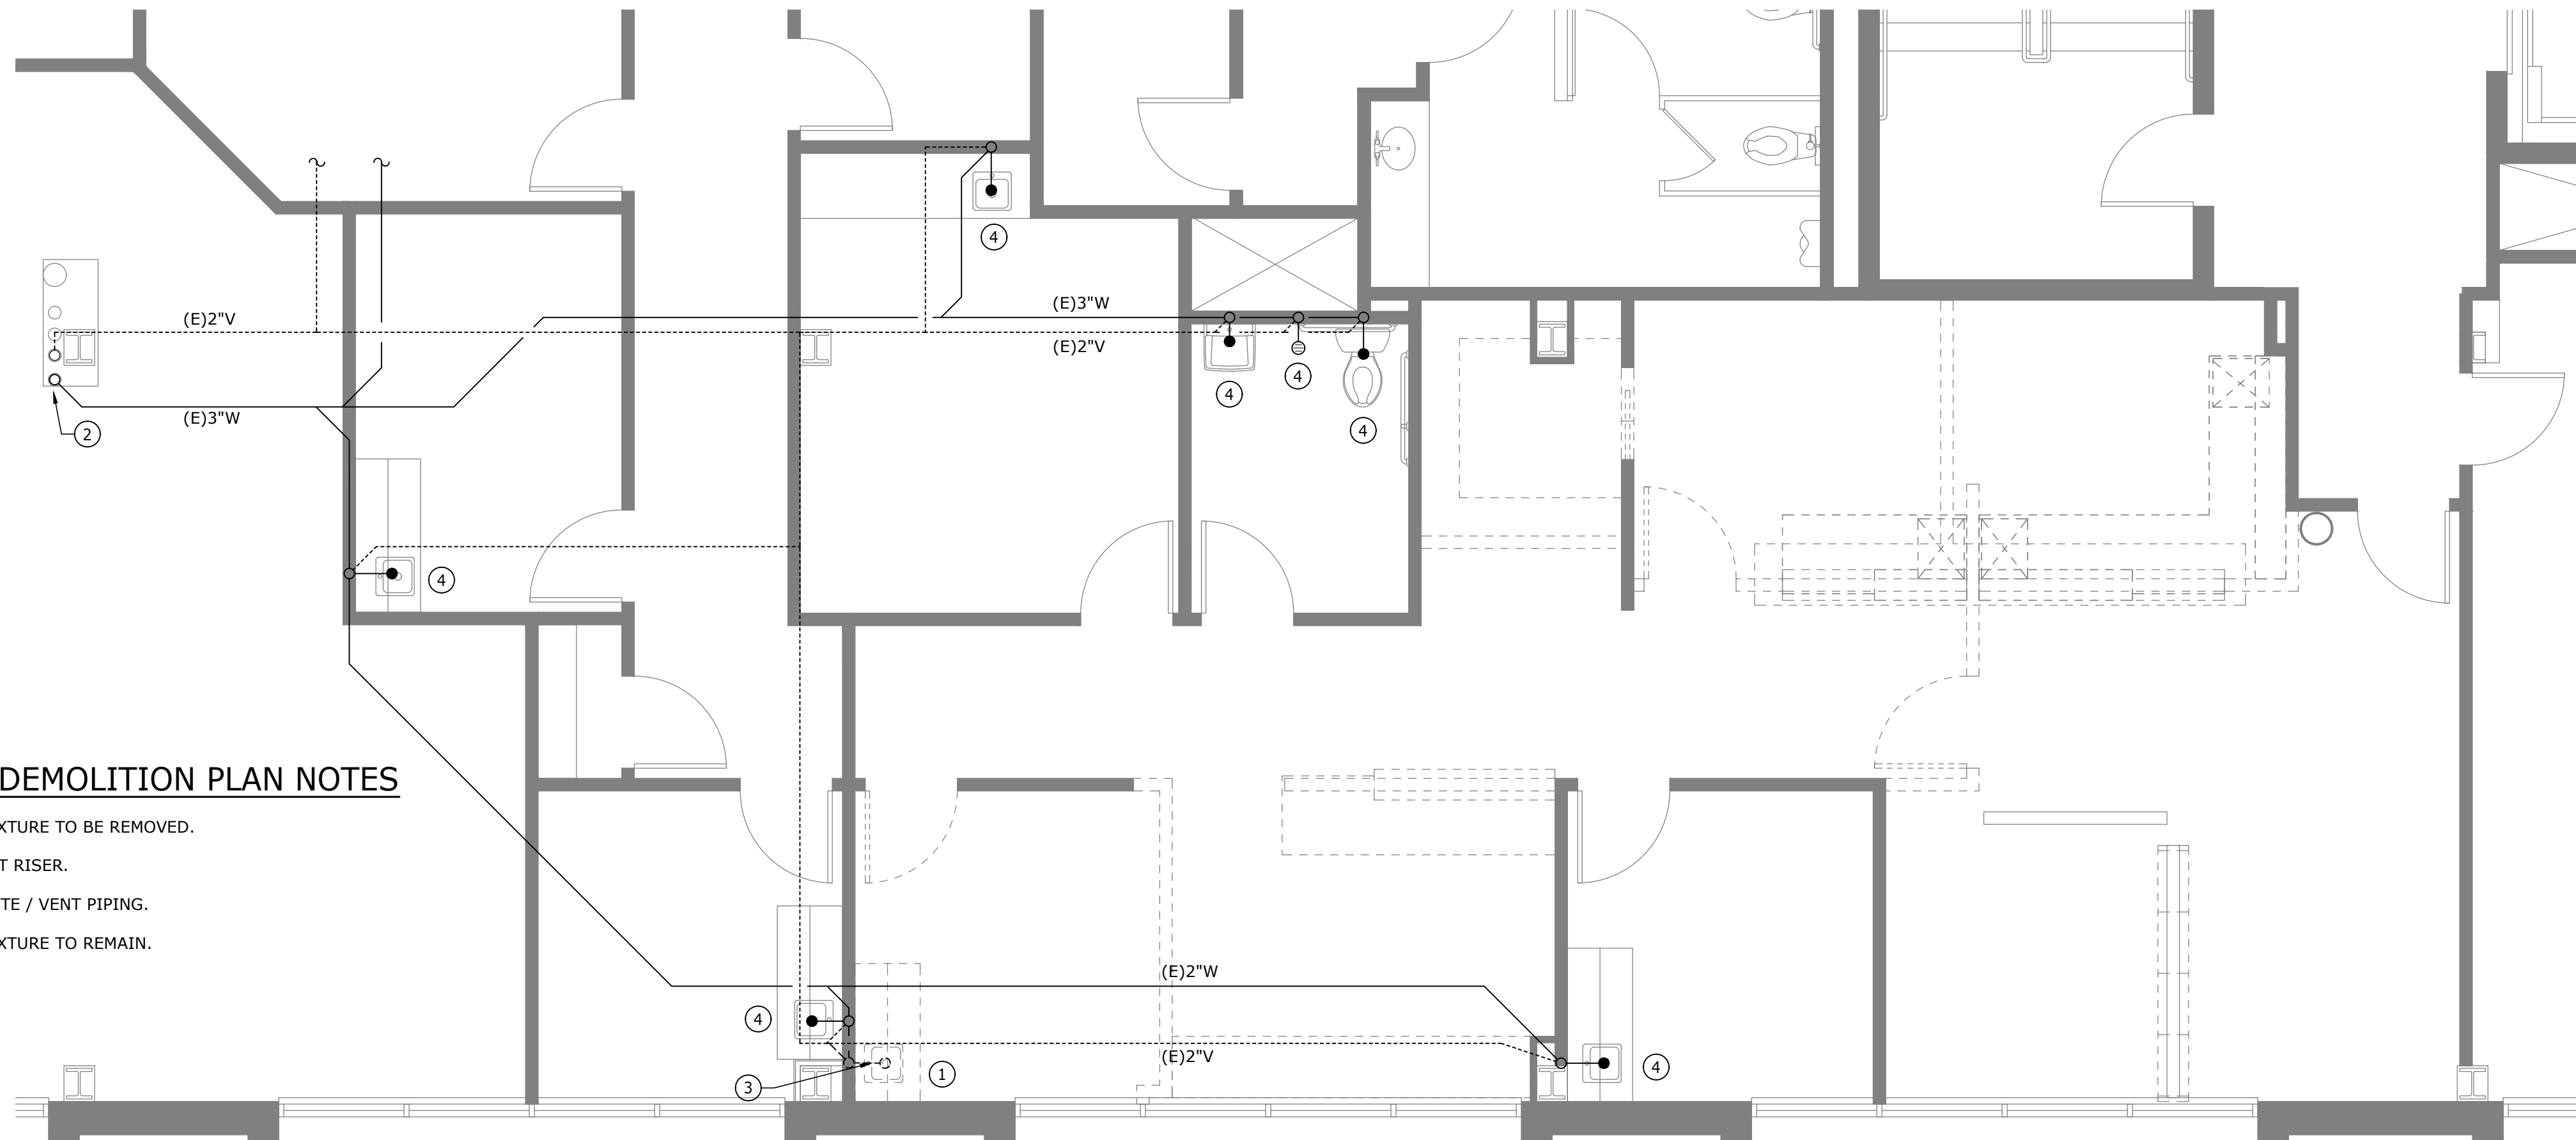 4
(E)2"V
(E)3"W
(E)2"V
(E)3"W
2
4
4
4
4
DEMOLITION PLAN NOTES
XTURE TO BE REMOVED.
T RISER.
TE / VENT PIPING.
XTURE TO REMAIN.
(E)2"W
4
(E)2"V
4
1
3